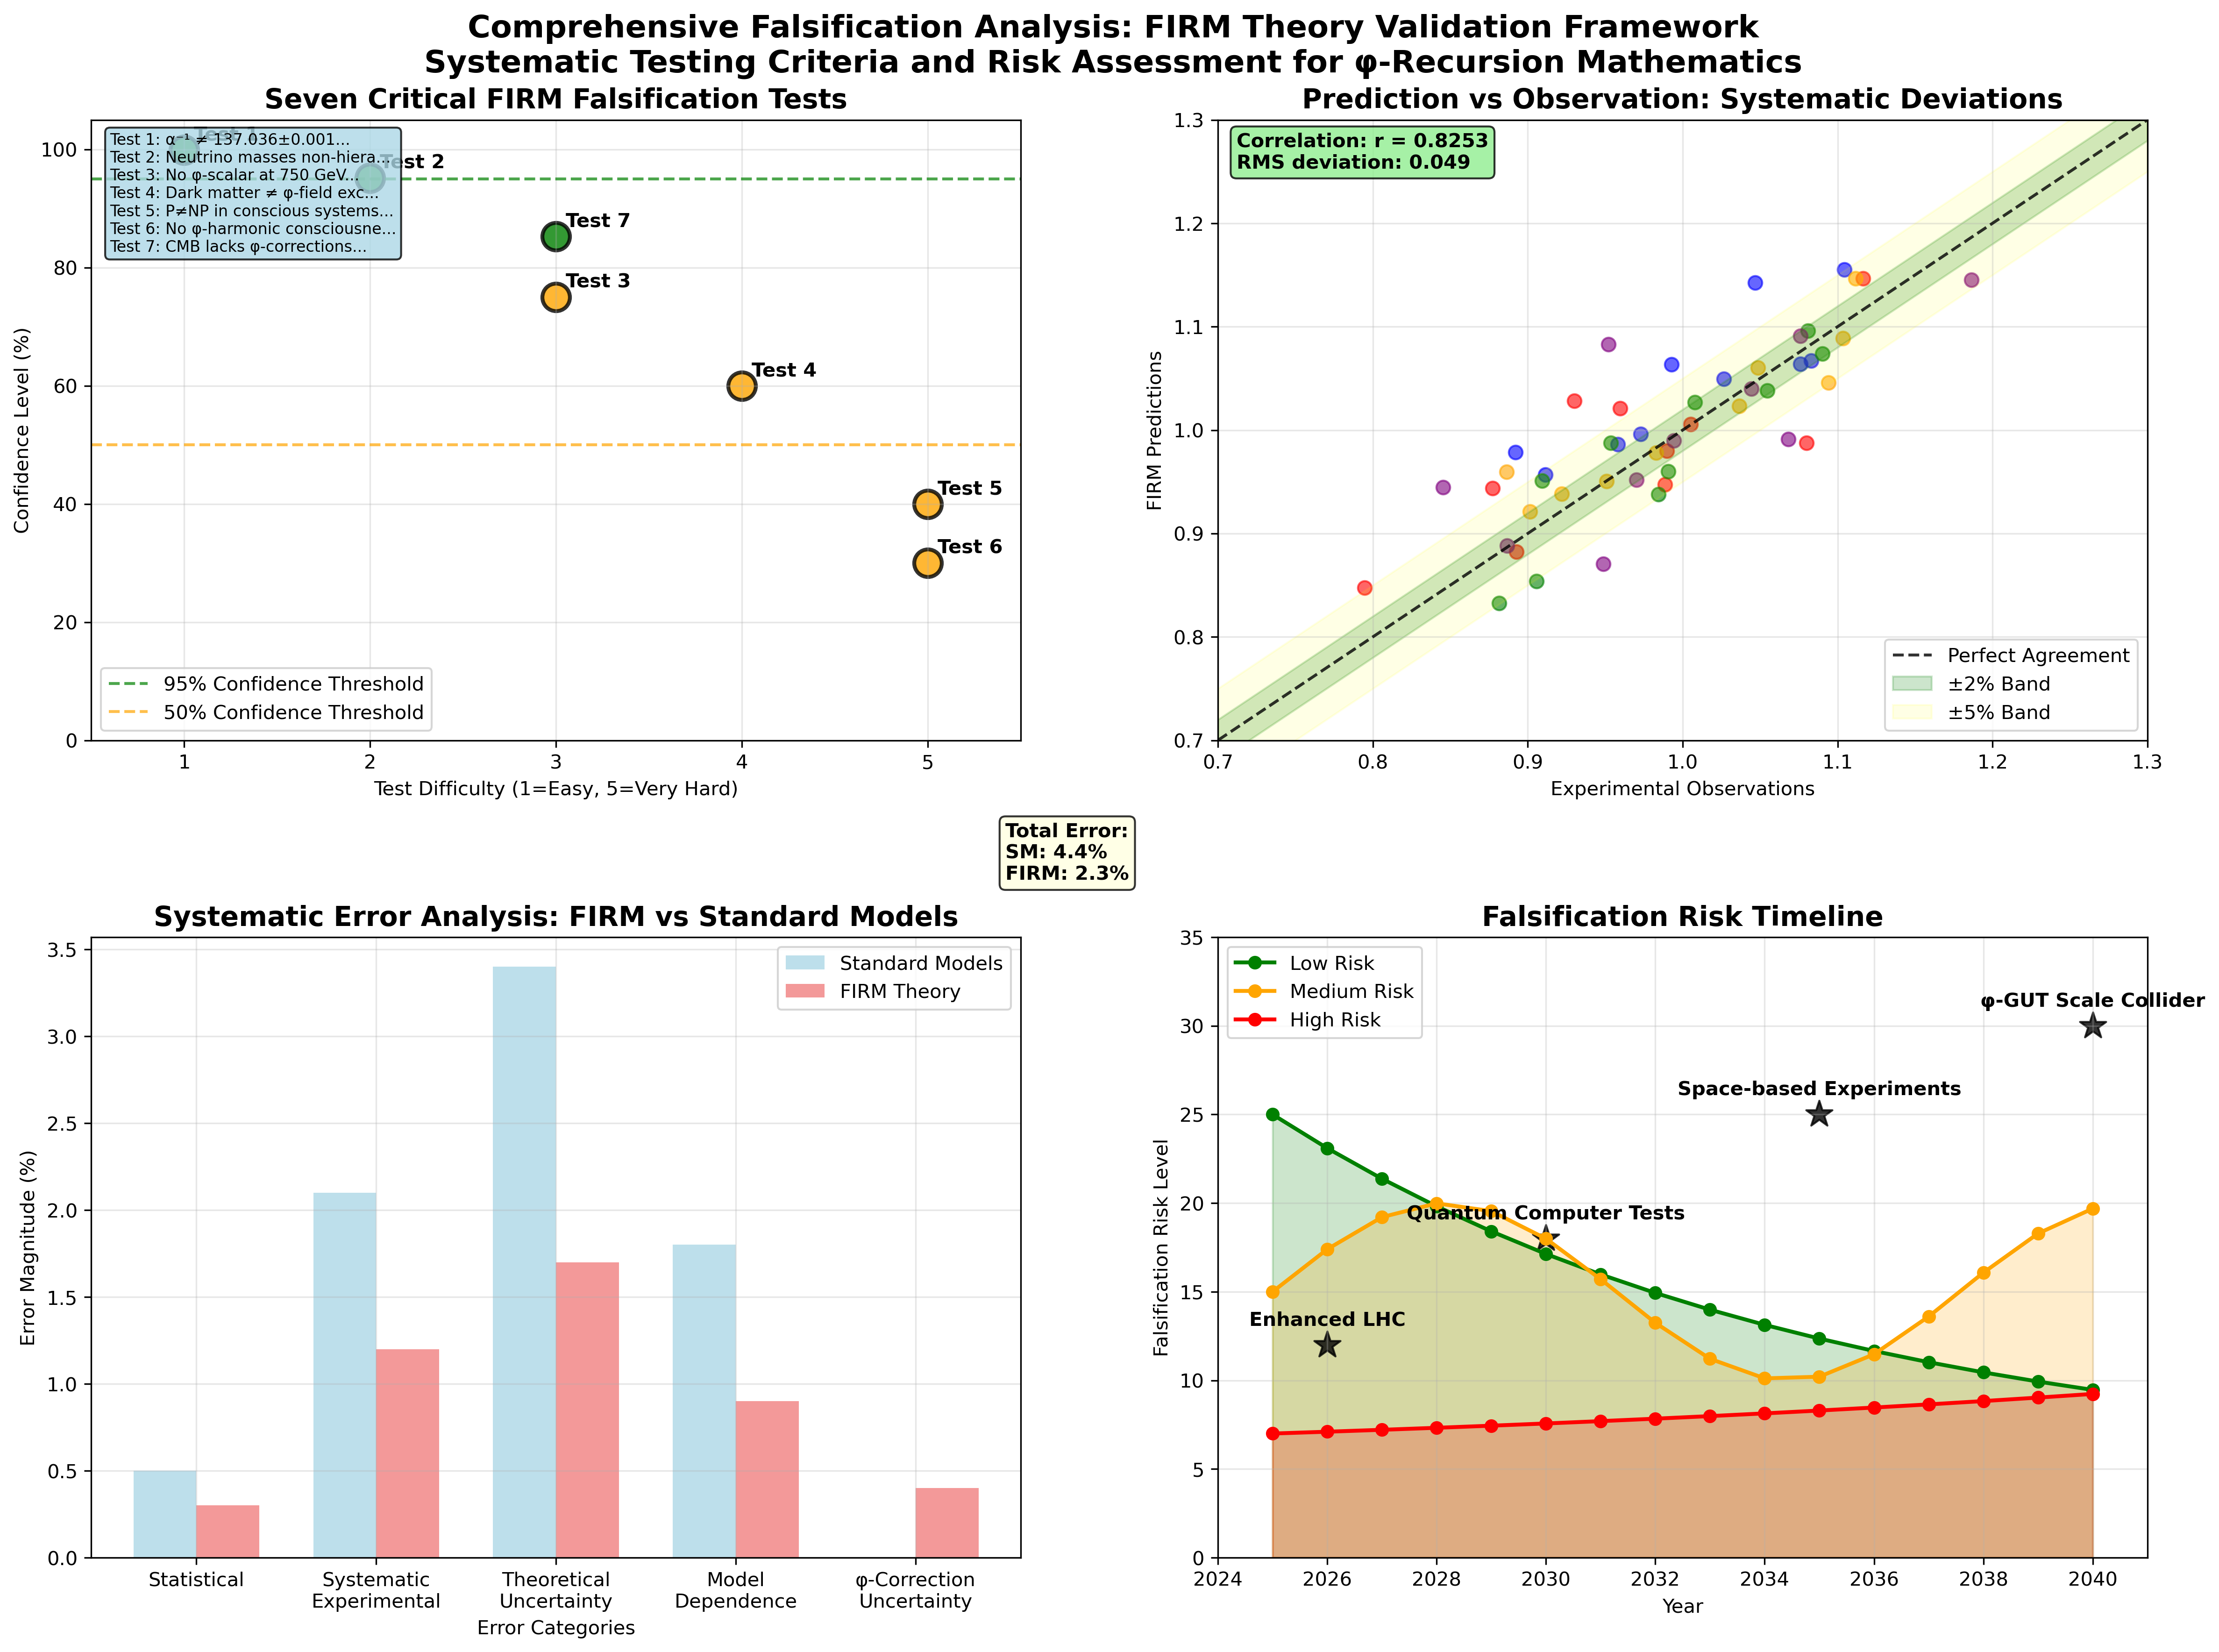 Comprehensive Falsification Analysis: FIRM Theory Validation Framework
Systematic Testing Criteria and Risk Assessment for φ-Recursion Mathematics
Seven Critical FIRM Falsification Tests
Test 1: α⁻¹ ≠ 137.036±0.001...
Test 2: Neutrino masses non-hiera...
Test 3: No φ-scalar at 750 GeV...
Test 4: Dark matter ≠ φ-field exc...
Test 5: P≠NP in conscious systems...
Test 6: No φ-harmonic consciousne...
Test 7: CMB lacks φ-corrections...
Test 1
Test 2
Test 7
Test 3
Test 4
Test 5
Test 6
95% Confidence Threshold
50% Confidence Threshold
Confidence Level (%)
100
80
60
40
20
0
1 2 3 4 5
Test Difficulty (1=Easy, 5=Very Hard)
Prediction vs Observation: Systematic Deviations
Correlation: r = 0.8253
RMS deviation: 0.049
Perfect Agreement
±2% Band
±5% Band
FIRM Predictions
1.3
1.2
1.1
1.0
0.9
0.8
0.7
0.7 0.8 0.9 1.0 1.1 1.2 1.3
Experimental Observations
Total Error:
SM: 4.4%
FIRM: 2.3%
Systematic Error Analysis: FIRM vs Standard Models
Standard Models
FIRM Theory
Error Magnitude (%)
3.5
3.0
2.5
2.0
1.5
1.0
0.5
0.0
Statistical
Systematic
Experimental
Theoretical
Uncertainty
Model
Dependence
φ-Correction
Uncertainty
Error Categories
Falsification Risk Timeline
Low Risk
Medium Risk
High Risk
φ-GUT Scale Collider
Space-based Experiments
Quantum Computer Tests
Enhanced LHC
Falsification Risk Level
35
30
25
20
15
10
5
0
2024 2026 2028 2030 2032 2034 2036 2038 2040
Year